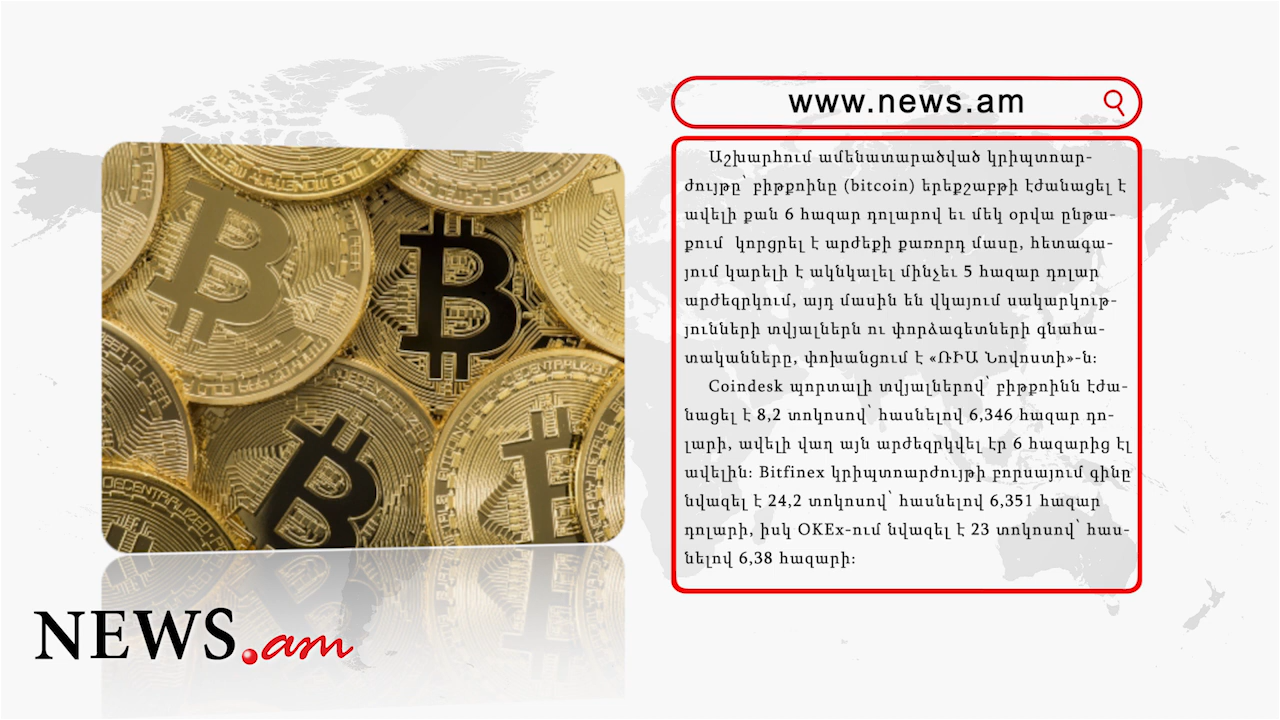 www.news.am
Աշխարհում ամենատարածված կրիպտոար-
ժույթը՝ բիթքոինը (bitcoin) երեքշաբթի էժանացել է
ավելի քան 6 հազար դոլարով եւ մեկ օրվա ընթա-
քում կորցրել է արժեքի քառորդ մասը, հետագա-
յում կարելի է ակնկալել մինչեւ 5 հազար դոլար
արժեզրկում, այդ մասին են վկայում սակարկութ-
յունների տվյալներն ու փորձագետների գնահա-
տականները, փոխանցում է «ՌԻԱ Նովոստի»-ն:
Coindesk պորտալի տվյալներով՝ բիթքոինն էժա-
նացել է 8,2 տոկոսով՝ հասնելով 6,346 հազար դո-
լարի, ավելի վաղ այն արժեզրկվել էր 6 հազարից էլ
ավելին: Bitfinex կրիպտոարժույթի բորսայում գինը
նվազել է 24,2 տոկոսով՝ հասնելով 6,351 հազար
դոլարի, իսկ OKEx-ում նվազել է 23 տոկոսով՝ հաս-
նելով 6,38 հազարի:
NEWS.am